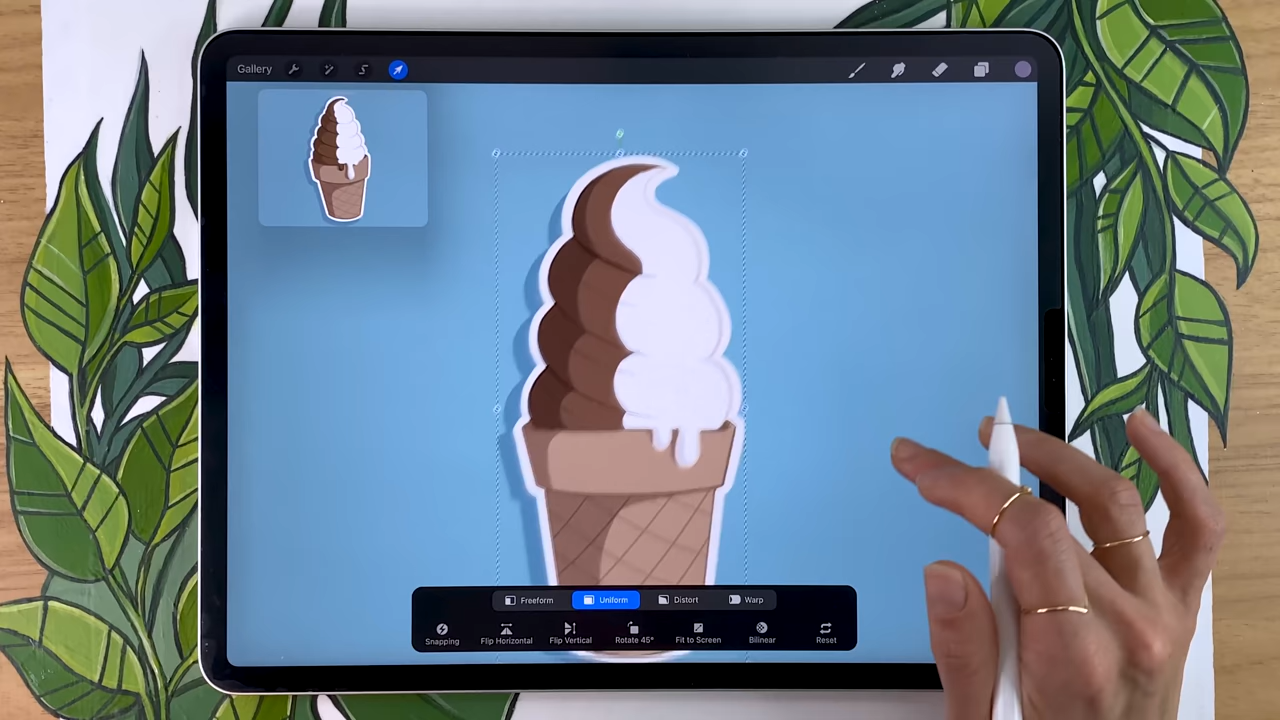 Gallery
Freeform Uniform Distort Warp
Snapping Flip Horizontal Flip Vertical Rotate 45° Fit to Screen Bilinear Reset